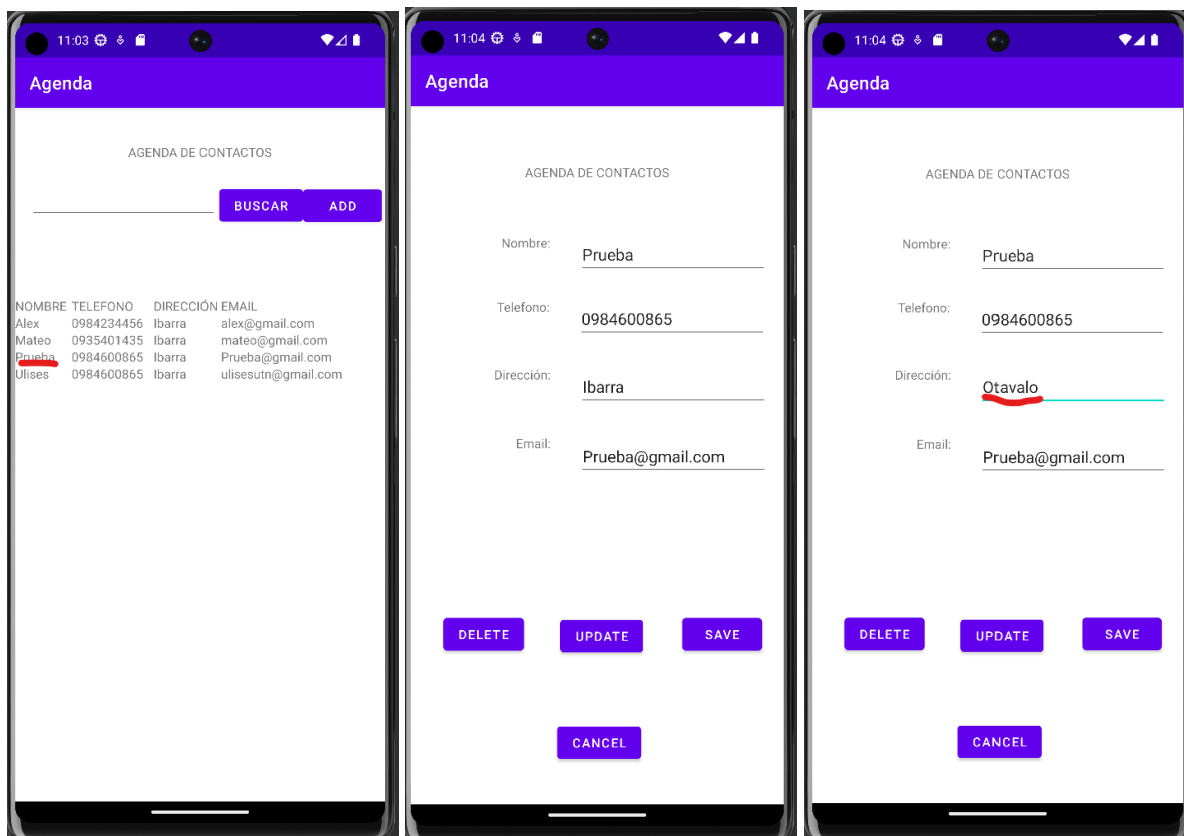 11:03
Agenda
AGENDA DE CONTACTOS
BUSCAR ADD
NOMBRE TELEFONO DIRECCIÓN EMAIL
Alex 0984234456 Ibarra alex@gmail.com
Mateo 0935401435 Ibarra mateo@gmail.com
Prueba 0984600865 Ibarra Prueba@gmail.com
Ulises 0984600865 Ibarra ulisesutn@gmail.com
11:04
Agenda
AGENDA DE CONTACTOS
Nombre: Prueba
Telefono: 0984600865
Dirección: Ibarra
Email: Prueba@gmail.com
DELETE UPDATE SAVE
CANCEL
11:04
Agenda
AGENDA DE CONTACTOS
Nombre: Prueba
Telefono: 0984600865
Dirección: Otavalo
Email: Prueba@gmail.com
DELETE UPDATE SAVE
CANCEL